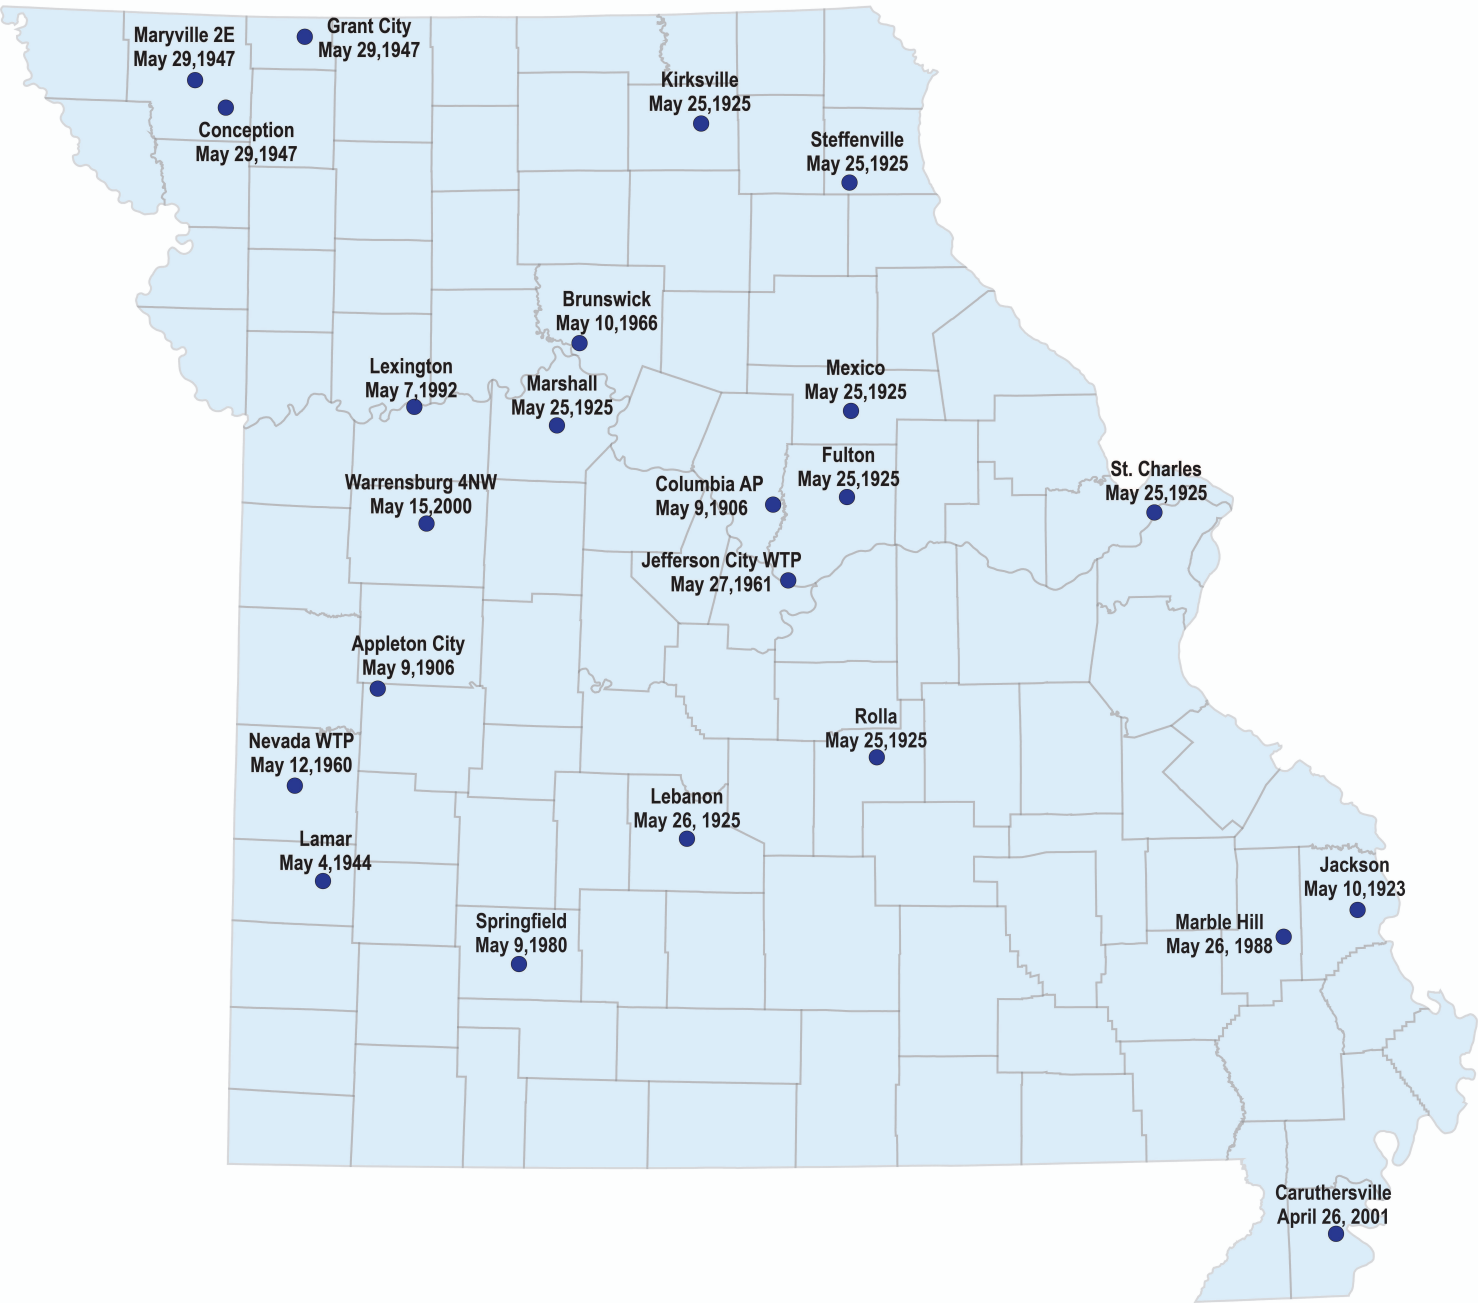 Grant City
May 29,1947
Maryville 2E
May 29,1947
Conception
May 29,1947
Kirksville
May 25,1925
Steffenville
May 25,1925
Brunswick
May 10,1966
Lexington
May 7,1992
Marshall
May 25,1925
Mexico
May 25,1925
Fulton
May 25,1925
St. Charles
May 25,1925
Warrensburg 4NW
May 15,2000
Columbia AP
May 9,1906
Jefferson City WTP
May 27,1961
Appleton City
May 9,1906
Rolla
May 25,1925
Nevada WTP
May 12,1960
Lebanon
May 26, 1925
Lamar
May 4,1944
Jackson
May 10,1923
Springfield
May 9,1980
Marble Hill
May 26, 1988
Caruthersville
April 26, 2001